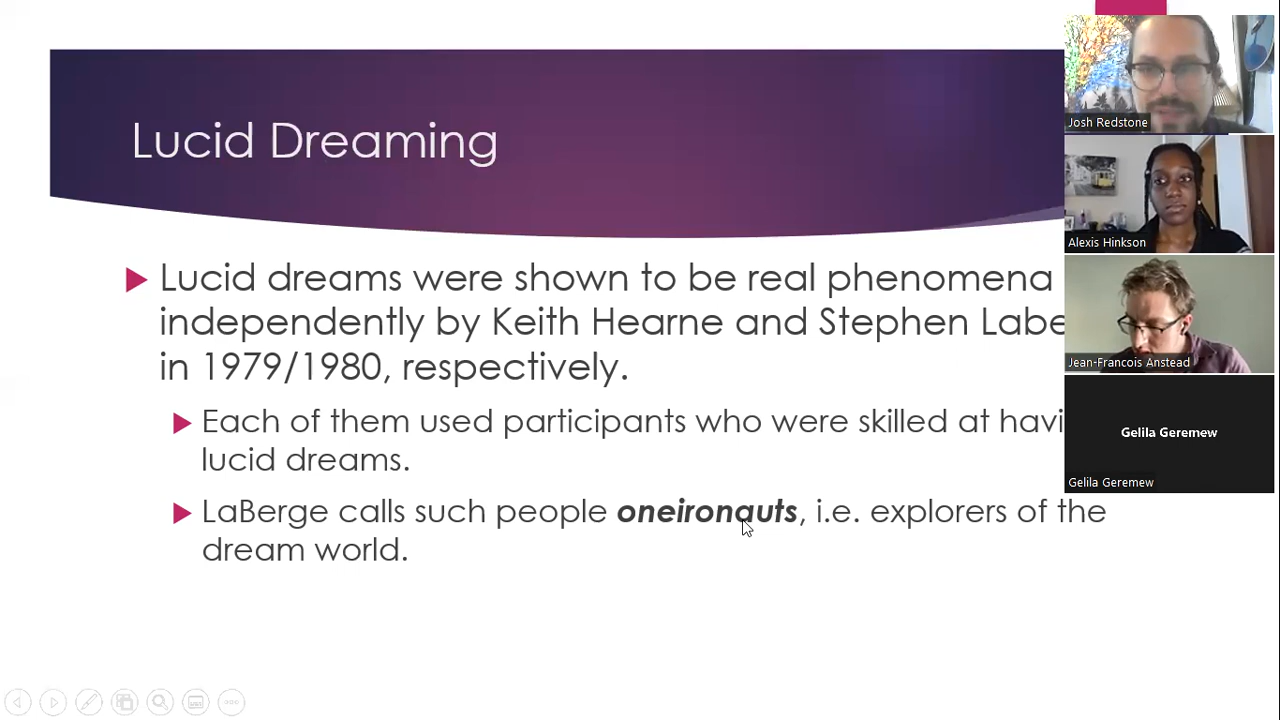 Lucid Dreaming
Lucid dreams were shown to be real phenomena
independently by Keith Hearne and Stephen
in 1979/1980, respectively.
Each of them used participants who were skilled at
lucid dreams.
LaBerge calls such people oneironauts, i.e. explorers of the
dream world.
Josh Redstone
Alexis Hinkson
Jean-Francois Anstead
Gelila Geremew
Gelila Geremew